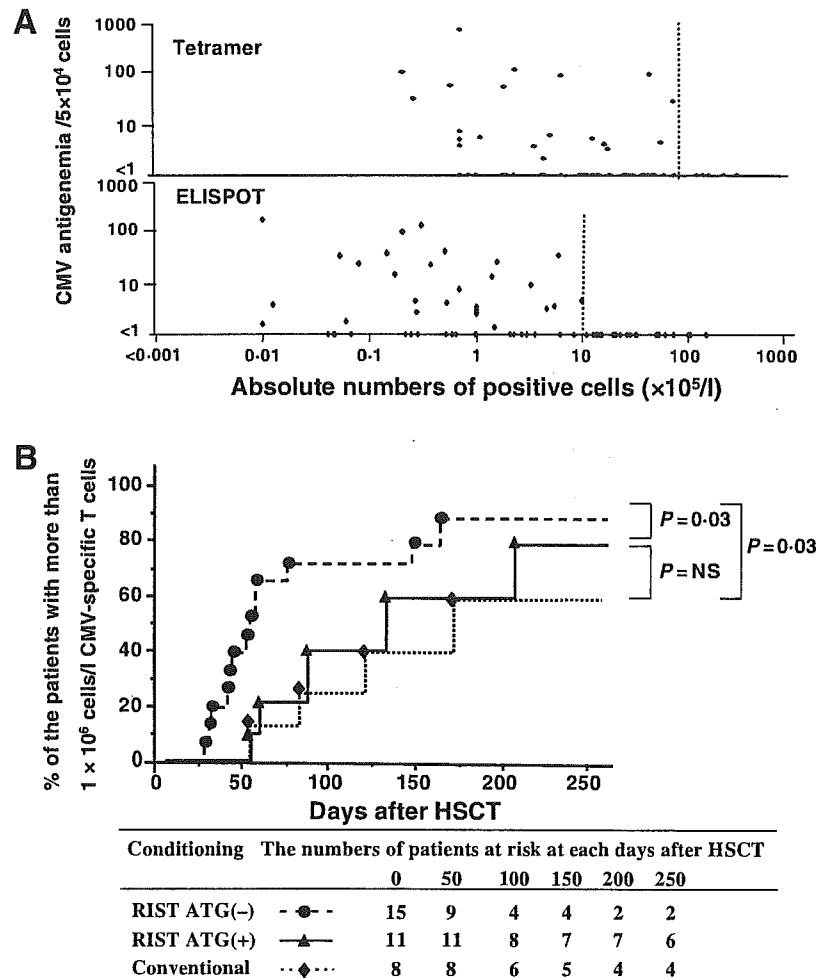 A
CMV antigenemia /5×10⁴ cells
Tetramer
1000
100
10
<1
ELISPOT
1000
100
10
<1
<0·001 0·01 0·1 1 10 100 1000
Absolute numbers of positive cells (×10⁵/l)
B
% of the patients with more than
1 × 10⁶ cells/l CMV-specific T cells
100
80
60
40
20
0
0 50 100 150 200 250
Days after HSCT
P = 0·03
P = NS
P = 0·03
Conditioning The numbers of patients at risk at each days after HSCT
0 50 100 150 200 250
RIST ATG(−) 15 9 4 4 2 2
RIST ATG(+) 11 11 8 7 7 6
Conventional 8 8 6 5 4 4